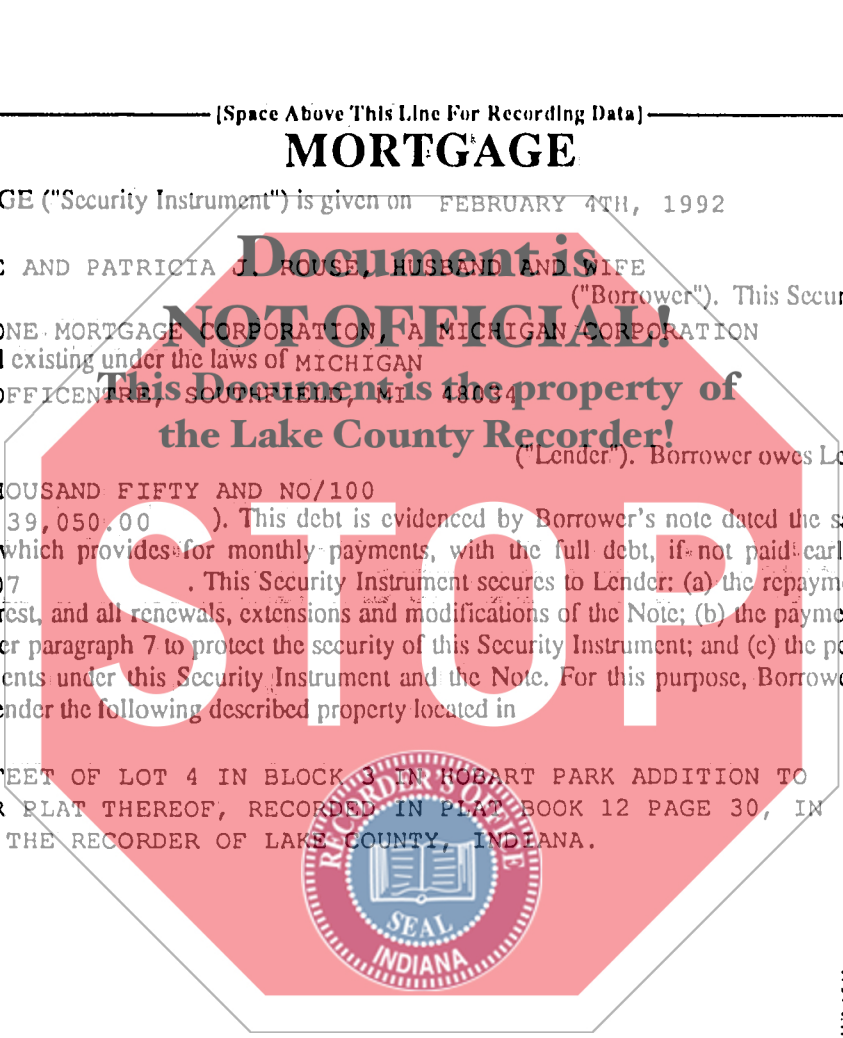 [Space Above This Line For Recording Data]
MORTGAGE
GE ("Security Instrument") is given on FEBRUARY 4TH, 1992
Document is
AND PATRICIA J. ROUSE, HUSBAND AND WIFE
("Borrower"). This Secur
NOT OFFICIAL!
ONE MORTGAGE CORPORATION, A MICHIGAN CORPORATION
existing under the laws of MICHIGAN
This Document is the property of
OFFICENTRE, SOUTHFIELD, MI 48034
the Lake County Recorder!
("Lender"). Borrower owes Le
OUSAND FIFTY AND NO/100
39,050.00 ). This debt is evidenced by Borrower's note dated the sa
which provides for monthly payments, with the full debt, if not paid earl
07 . This Security Instrument secures to Lender: (a) the repayme
rest, and all renewals, extensions and modifications of the Note; (b) the payme
er paragraph 7 to protect the security of this Security Instrument; and (c) the pe
ents under this Security Instrument and the Note. For this purpose, Borrowe
ender the following described property located in
STOP
EET OF LOT 4 IN BLOCK 3 IN HOBART PARK ADDITION TO
R PLAT THEREOF, RECORDED IN PLAT BOOK 12 PAGE 30, IN
THE RECORDER OF LAKE COUNTY, INDIANA.
RECORDER'S OFFICE
SEAL
INDIANA